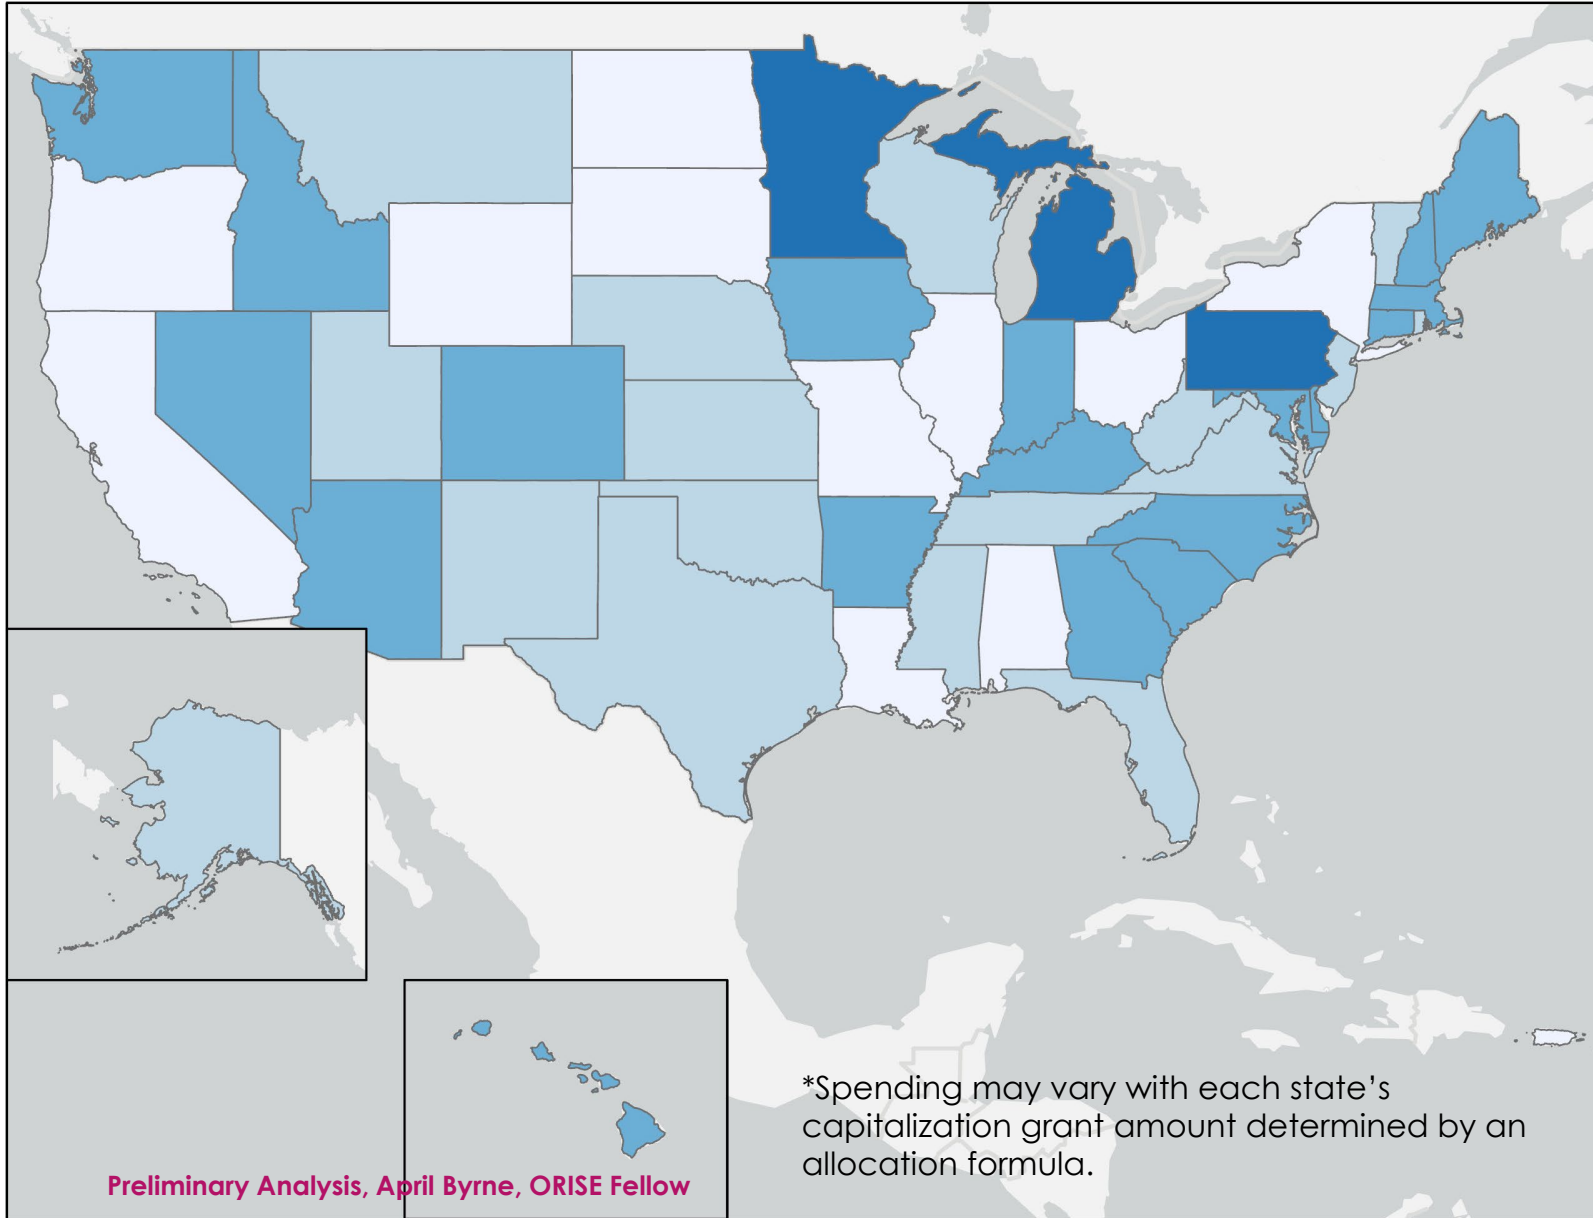 *Spending may vary with each state’s
capitalization grant amount determined by an
allocation formula.
Preliminary Analysis, April Byrne, ORISE Fellow